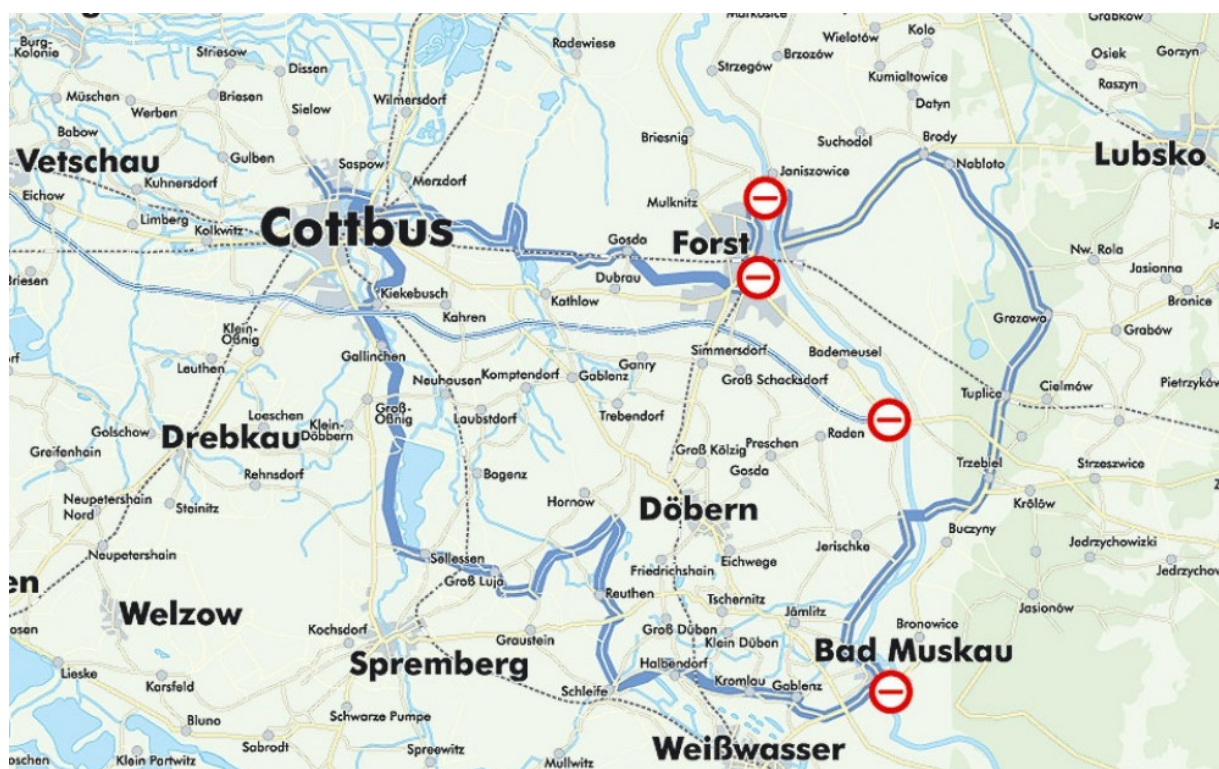 Burg-
Kolonie
Striesow
Dissen
Radewiese
Markosice
Brzozów
Strzegów
Wielotów
Kolo
Grabków
Kumiałtowice
Osiek
Gorzyn
Raszyn
Datyn
Müschen
Briesen
Werben
Sielow
Wilmersdorf
Babow
Briesnig
Suchodol
Brody
Lubsko
Vetschau
Gulben
Saspow
Nabloto
Eichow
Kuhnersdorf
Merzdorf
Janiszowice
Limberg
Mulknitz
Kolkwitz
Cottbus
Gosda
Forst
Nw. Rola
Briesen
Dubrau
Jasionna
Kiekebusch
Kathlow
Bronice
Kahren
Grozawa
Grabów
Klein-
Oßnig
Gallinchen
Simmersdorf
Bademeusel
Leuthen
Neuhausen
Komptendorf
Ganry
Groß Schacksdorf
Gablenz
Tuplice
Cielmów
Pietrzyków
Groß-
Oßnig
Laubstdorf
Trebendorf
Loeschen
Klein-
Döbbern
Golschow
Drebkau
Raden
Preschen
Greifenhain
Groß Kölzig
Gosda
Trzebiel
Strzeszwice
Rehnsdorf
Bogenz
Neupetershain
Nord
Steinitz
Hornow
Döbern
Królów
Buczyny
Neupetershain
Sellessen
Jerischke
Jedrzychowizki
Eichwege
Groß Luja
Friedrichshain
Jedrzychow
en
Reuthen
Welzow
Tschernitz
Jämlitz
Jasionów
Kochsdorf
Graustein
Groß Düben
Klein Düben
Bronowice
Spremberg
Halbendorf
Bad Muskau
Lieske
Karsfeld
Schleife
Kromlau
Gablenz
Bluno
Schwarze Pumpe
Sabrodt
Spreewitz
Weißwasser
Klein Partwitz
Mullwitz